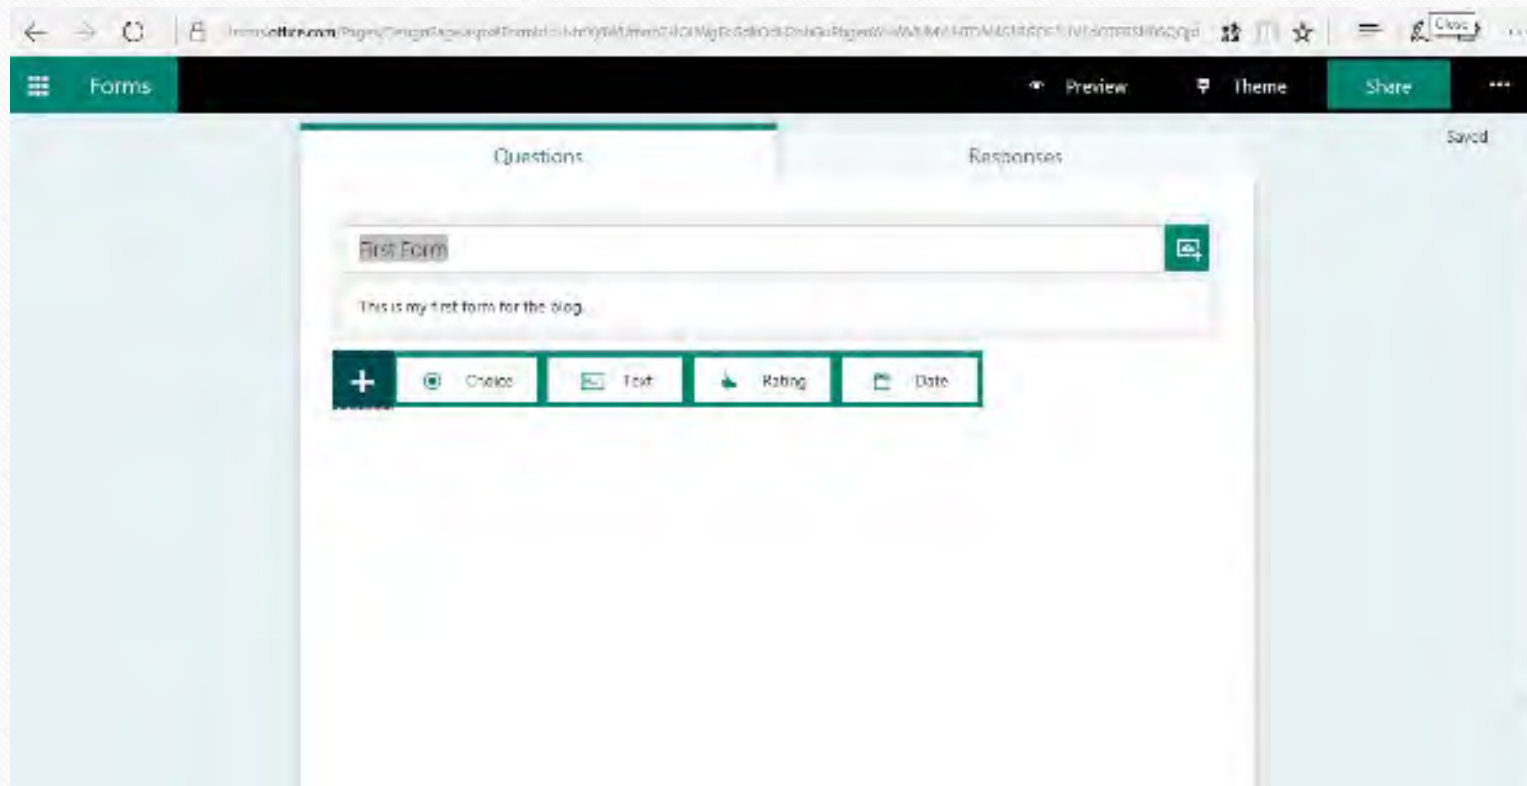 Close
Forms Preview Theme Share
Saved
Questions Responses
First Form
This is my first form for the blog.
Choice Text Rating Date